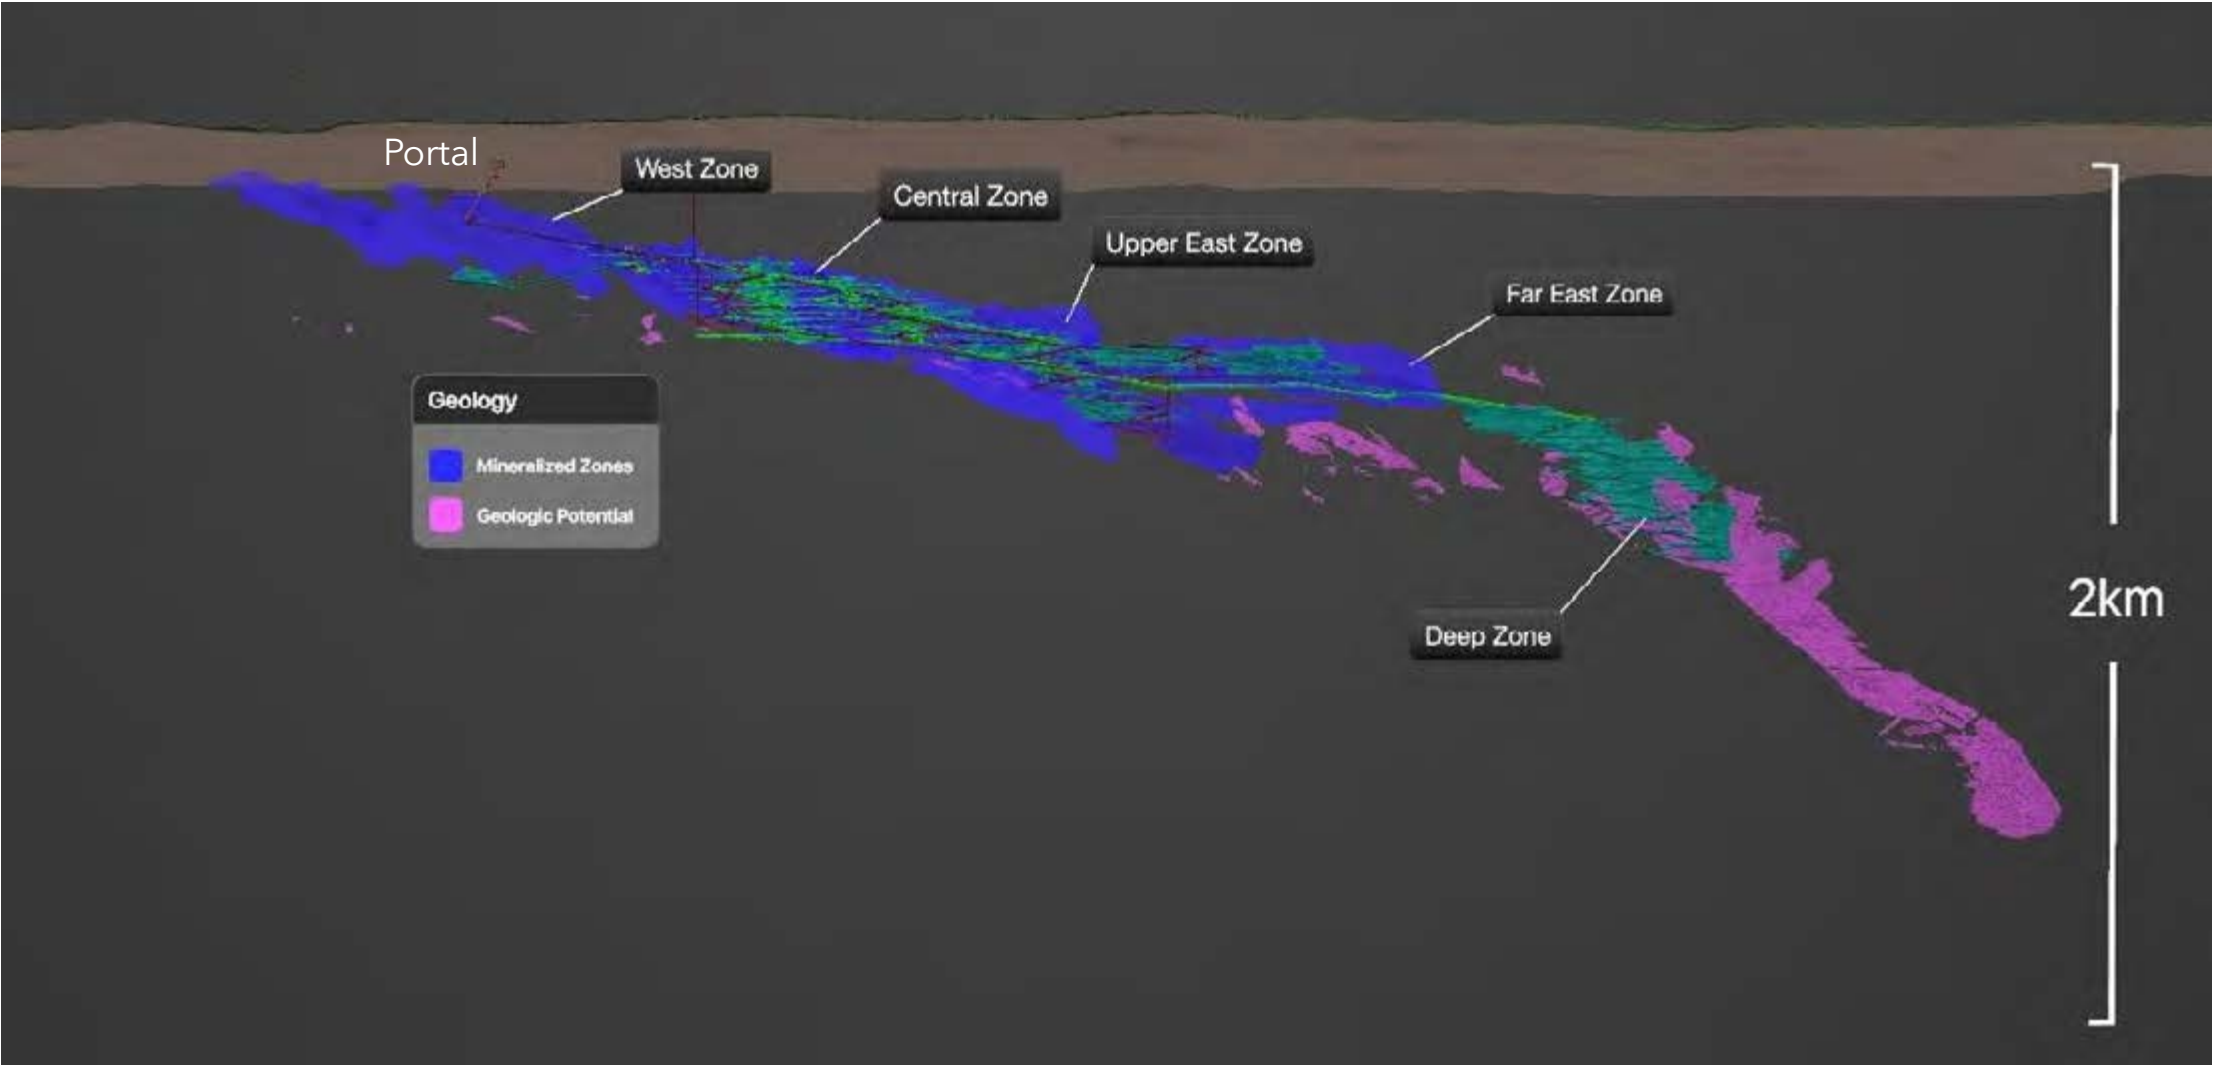 Portal
West Zone
Central Zone
Upper East Zone
Far East Zone
Geology
Mineralized Zones
Geologic Potential
2km
Deep Zone